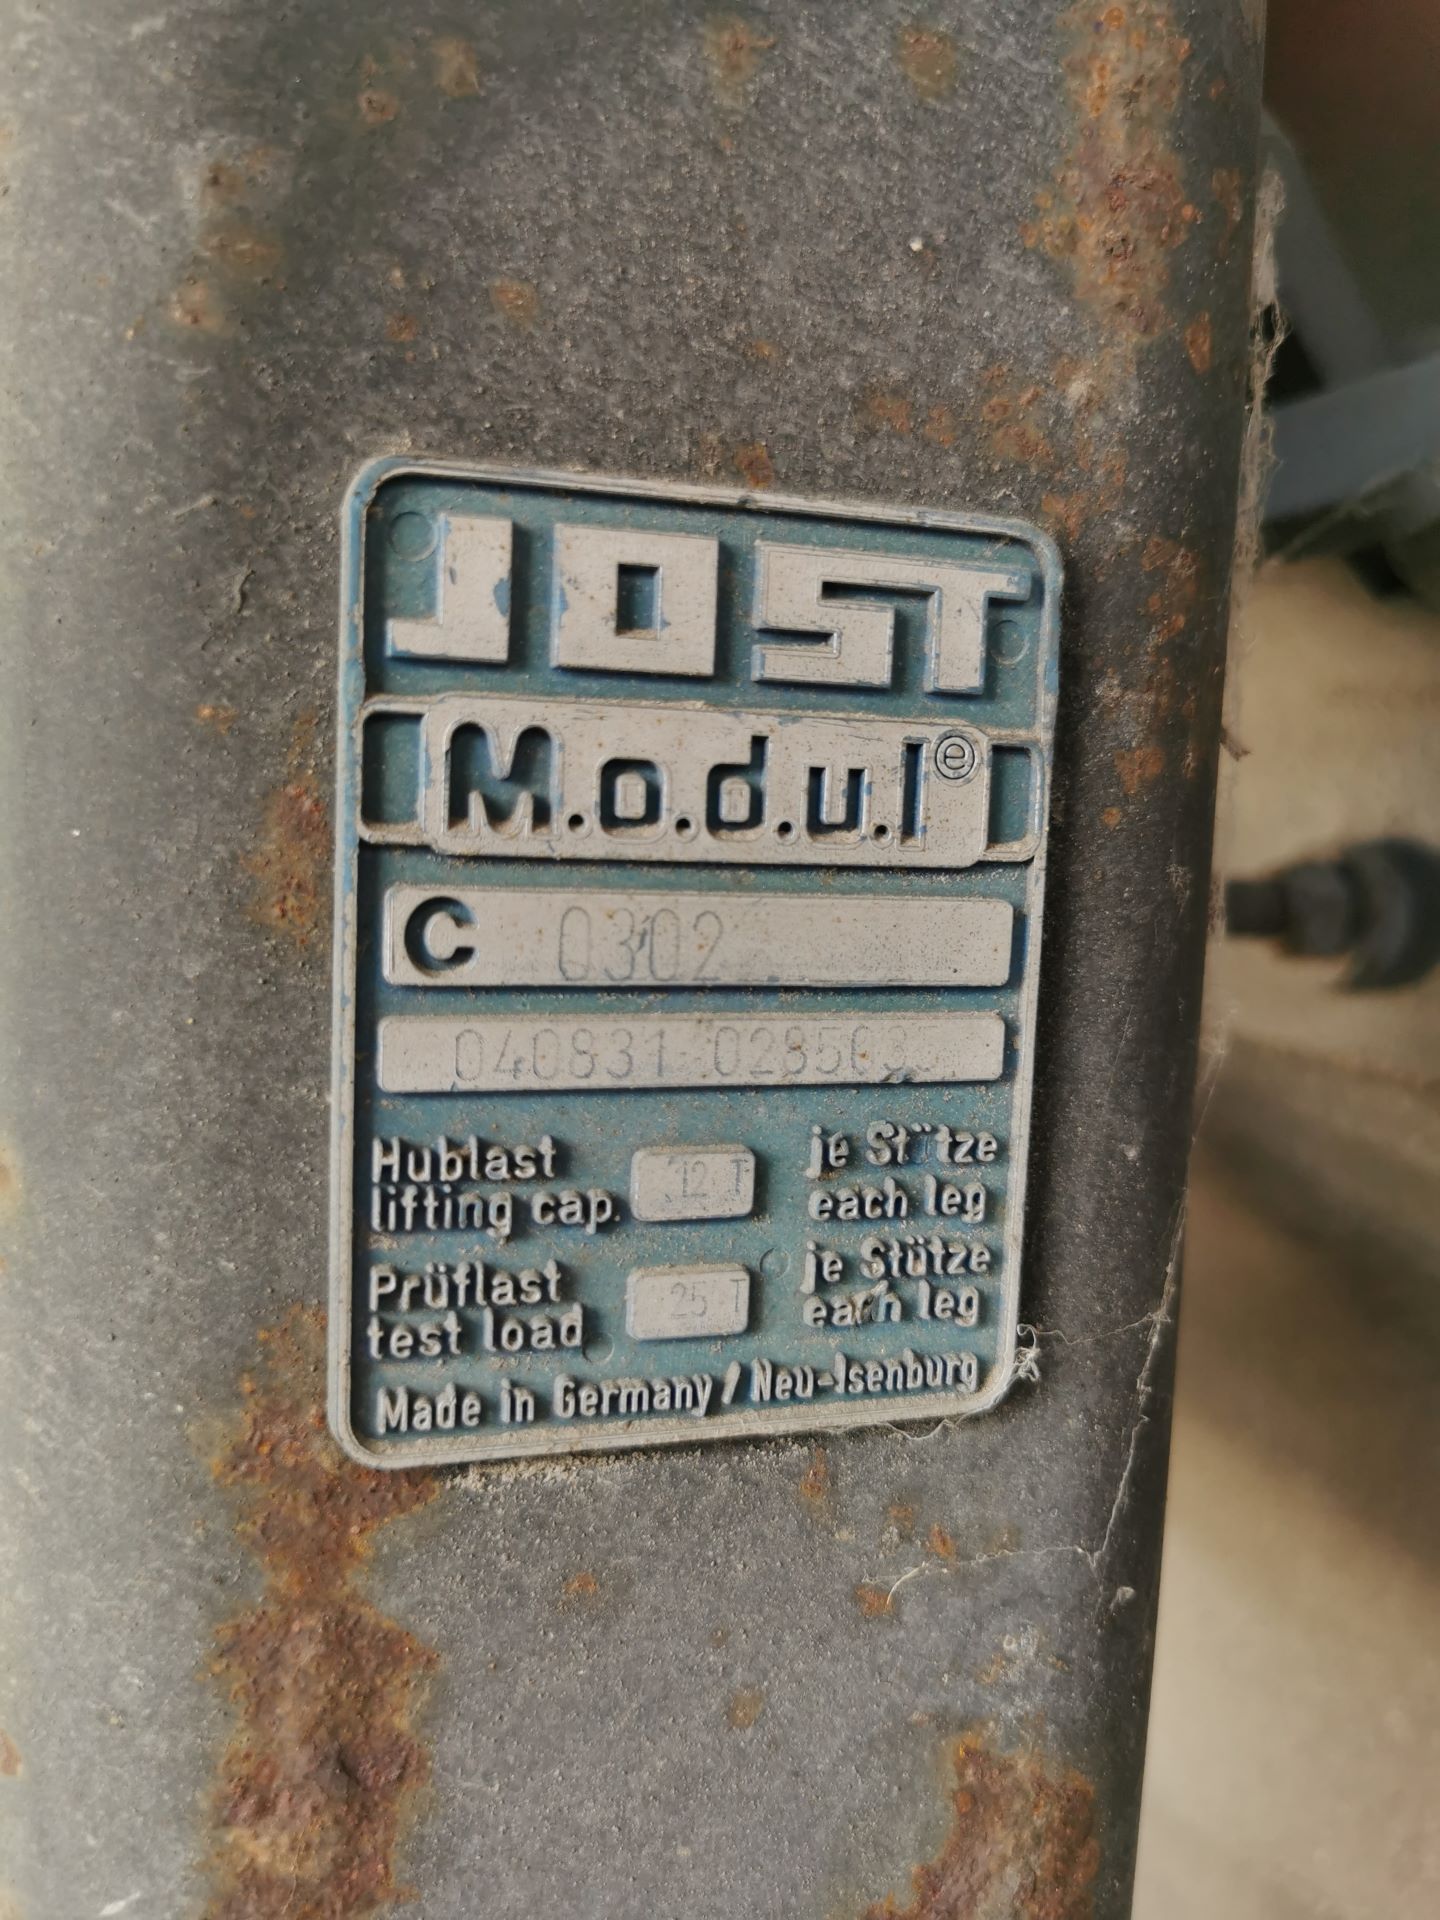 JOST
M.o.d.u.l ®
C 0302
040831
Hublast 12 T je Stütze
lifting cap. each leg
Prüflast 25 T je Stütze
test load each leg
Made in Germany / Neu-Isenburg